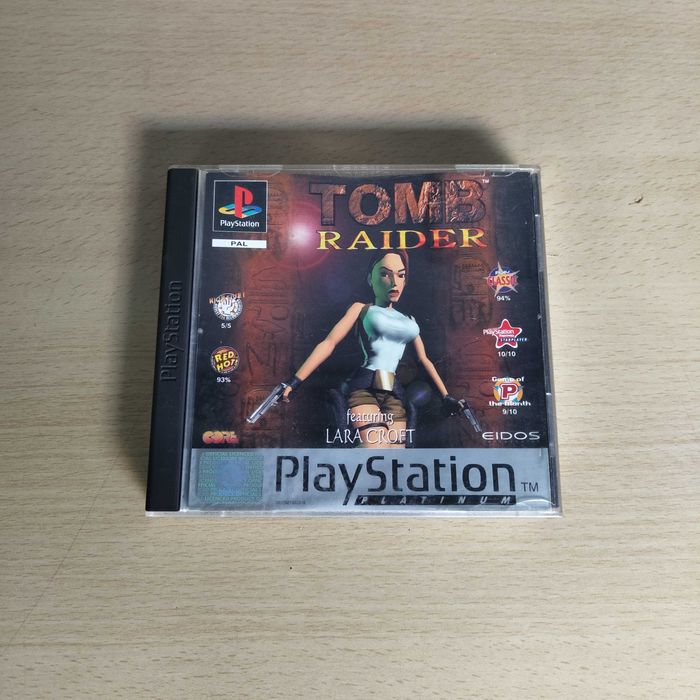 PlayStation
PlayStation
PAL
TOMB
RAIDER
5/5
RED
HOT!
93%
CORE
featuring
LARA CROFT
CLASSIC
94%
PlayStation
STARPLAYER
10/10
Game of
the Month
9/10
EIDOS
PlayStation TM
PLATINUM